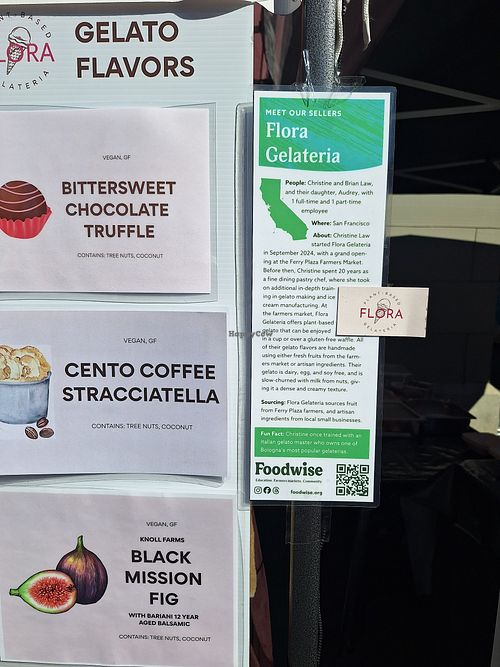 PLANT-BASED
FLORA
GELATERIA
GELATO
FLAVORS
VEGAN, GF
BITTERSWEET
CHOCOLATE
TRUFFLE
CONTAINS: TREE NUTS, COCONUT
VEGAN, GF
CENTO COFFEE
STRACCIATELLA
CONTAINS: TREE NUTS, COCONUT
VEGAN, GF
KNOLL FARMS
BLACK
MISSION
FIG
WITH BARIANI 12 YEAR
AGED BALSAMIC
CONTAINS: TREE NUTS, COCONUT
MEET OUR SELLERS
Flora
Gelateria
People: Christine and Brian Law,
and their daughter, Audrey, with
1 full-time and 1 part-time
employee
Where: San Francisco
About: Christine Law
started Flora Gelateria
in September 2024, with a grand open-
ing at the Ferry Plaza Farmers Market.
Before then, Christine spent 20 years as
a fine dining pastry chef, where she took
on additional in-depth train-
ing in gelato making and ice
cream manufacturing. At
the farmers market, Flora
Gelateria offers plant-based
gelato that can be enjoyed
in a cup or over a gluten-free waffle. All
of their gelato flavors are handmade
using either fresh fruits from the farm-
ers market or artisan ingredients. Their
gelato is dairy, egg, and soy free, and is
slow-churned with milk from nuts, giv-
ing it a dense and creamy texture.
Sourcing: Flora Gelateria sources fruit
from Ferry Plaza farmers, and artisan
ingredients from local small businesses.
Fun Fact: Christine once trained with an
Italian gelato master who owns one of
Bologna's most popular gelaterias.
Foodwise
Education. Farmers markets. Community.
foodwise.org
PLANT-BASED
FLORA
GELATERIA
HappyCow